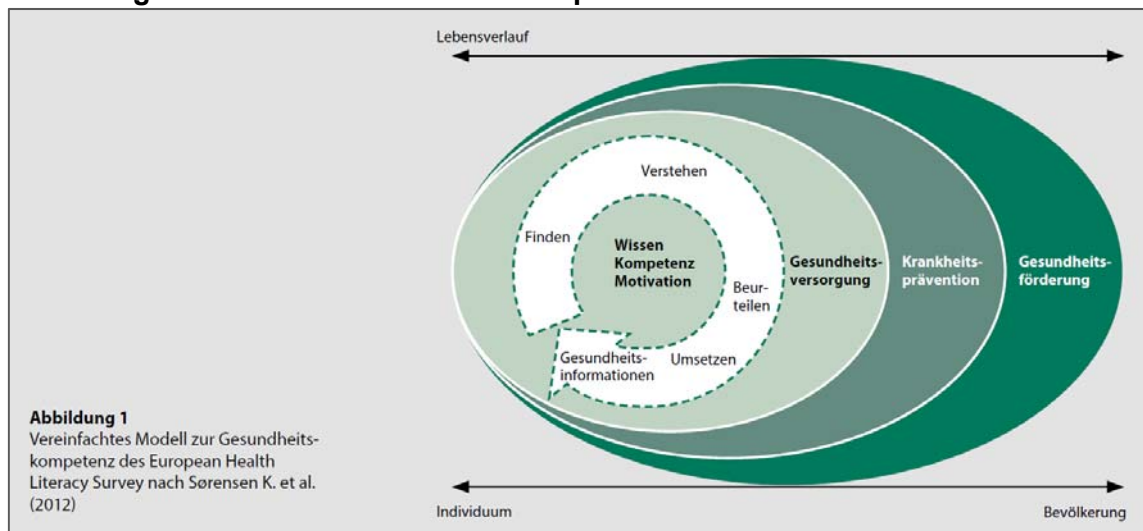 Lebensverlauf
Verstehen
Finden
Wissen
Kompetenz
Motivation
Gesundheits-
versorgung
Krankheits-
prävention
Gesundheits-
förderung
Beur-
teilen
Gesundheits-
informationen
Umsetzen
Abbildung 1
Vereinfachtes Modell zur Gesundheits-
kompetenz des European Health
Literacy Survey nach Sørensen K. et al.
(2012)
Individuum
Bevölkerung